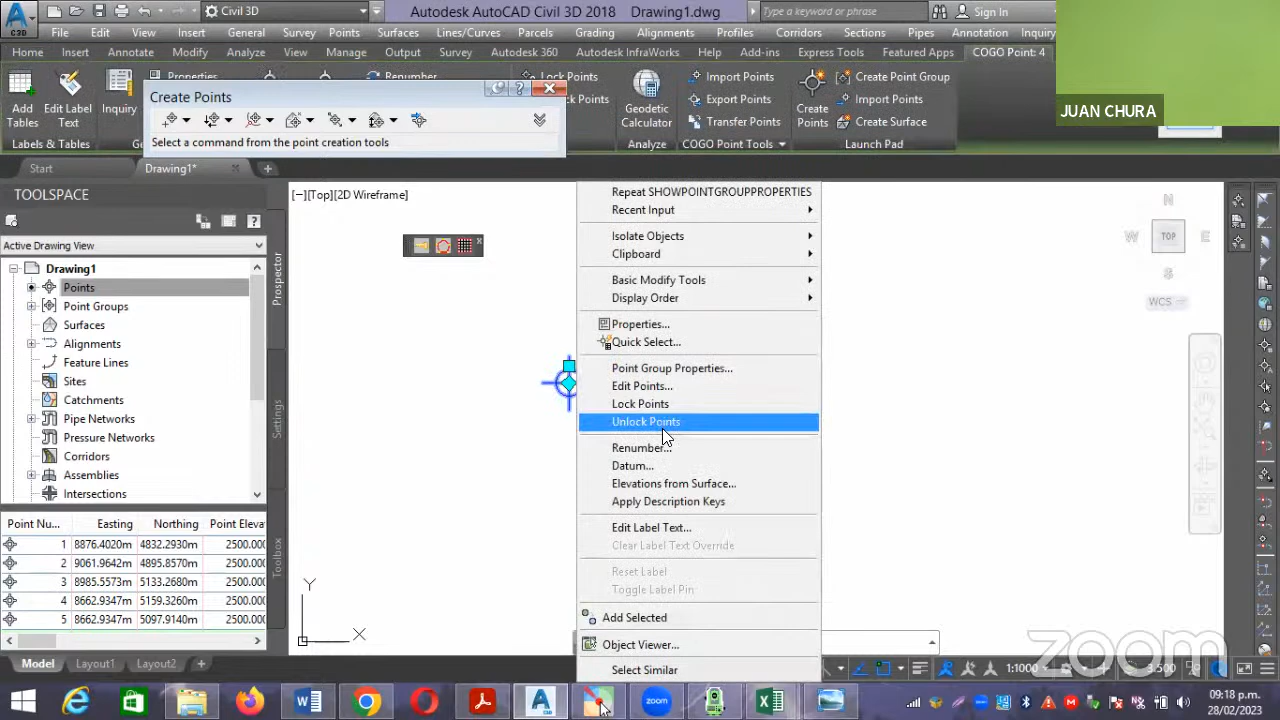 Civil 3D
Autodesk AutoCAD Civil 3D 2018 Drawing1.dwg
Type a keyword or phrase
Sign In
File Edit View Insert General Survey Points Surfaces Lines/Curves Parcels Grading Alignments Profiles Corridors Sections Pipes Annotation Inquiry
Home Insert Annotate Modify Analyze View Manage Output Survey Autodesk 360 Autodesk InfraWorks Help Add-ins Express Tools Featured Apps COGO Point: 4
JUAN CHURA
Properties
Renumber
Lock Points
Import Points
Create Point Group
Add Tables
Edit Label Text
Inquiry
Geodetic Calculator
Export Points
Create Points
Import Points
Transfer Points
Create Surface
Labels & Tables
Analyze
COGO Point Tools
Launch Pad
Create Points
Select a command from the point creation tools
Start
Drawing1*
TOOLSPACE
Active Drawing View
Drawing1
Points
Point Groups
Surfaces
Alignments
Feature Lines
Sites
Catchments
Pipe Networks
Pressure Networks
Corridors
Assemblies
Intersections
Prospector
Settings
Toolbox
Point Nu... Easting Northing Point Eleva
1 8876.4020m 4832.2930m 2500.000
2 9061.9642m 4895.8570m 2500.000
3 8985.5573m 5133.2680m 2500.000
4 8662.9347m 5159.3260m 2500.000
5 8662.9347m 5097.9140m 2500.000
[−][Top][2D Wireframe]
Repeat SHOWPOINTGROUPPROPERTIES
Recent Input
Isolate Objects
Clipboard
Basic Modify Tools
Display Order
Properties...
Quick Select...
Point Group Properties...
Edit Points...
Lock Points
Unlock Points
Renumber...
Datum...
Elevations from Surface...
Apply Description Keys
Edit Label Text...
Clear Label Text Override
Reset Label
Toggle Label Pin
Add Selected
Object Viewer...
Select Similar
N
W TOP E
S
WCS
Y
X
Model Layout1 Layout2
1:1000
3.500
zoom
09:18 p.m.
28/02/2023